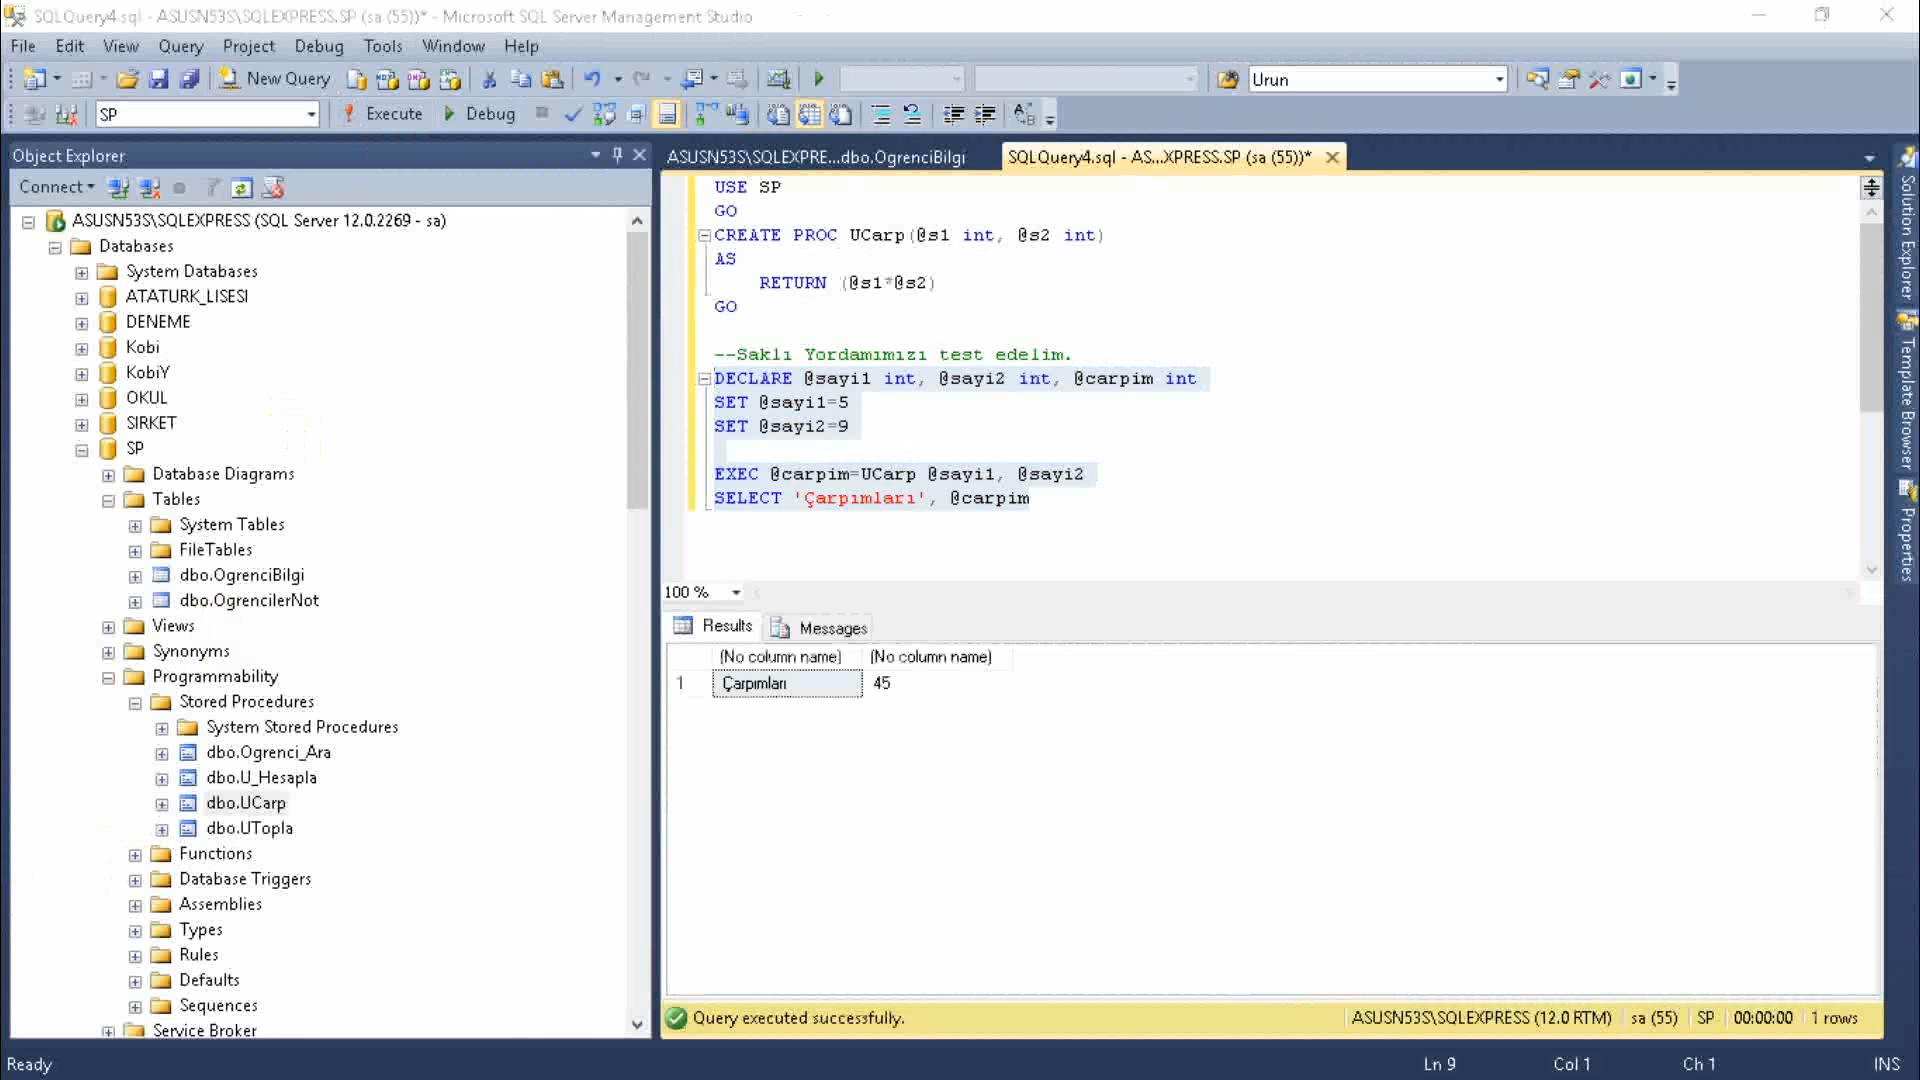 SQLQuery4.sql - ASUSN53S\SQLEXPRESS.SP (sa (55))* - Microsoft SQL Server Management Studio
File Edit View Query Project Debug Tools Window Help
New Query
Urun
SP
Execute
Debug
Object Explorer
Connect
ASUSN53S\SQLEXPRESS (SQL Server 12.0.2269 - sa)
Databases
System Databases
ATATURK_LISESI
DENEME
Kobi
KobiY
OKUL
SIRKET
SP
Database Diagrams
Tables
System Tables
FileTables
dbo.OgrenciBilgi
dbo.OgrencilerNot
Views
Synonyms
Programmability
Stored Procedures
System Stored Procedures
dbo.Ogrenci_Ara
dbo.U_Hesapla
dbo.UCarp
dbo.UTopla
Functions
Database Triggers
Assemblies
Types
Rules
Defaults
Sequences
Service Broker
ASUSN53S\SQLEXPRE...dbo.OgrenciBilgi
SQLQuery4.sql - AS...XPRESS.SP (sa (55))*
USE SP
GO
CREATE PROC UCarp(@s1 int, @s2 int)
AS
RETURN (@s1*@s2)
GO
--Saklı Yordamımızı test edelim.
DECLARE @sayi1 int, @sayi2 int, @carpim int
SET @sayi1=5
SET @sayi2=9
EXEC @carpim=UCarp @sayi1, @sayi2
SELECT 'Çarpımları', @carpim
100 %
Results
Messages
(No column name) (No column name)
1 Çarpımları 45
Query executed successfully.
ASUSN53S\SQLEXPRESS (12.0 RTM) sa (55) SP 00:00:00 1 rows
Solution Explorer
Template Browser
Properties
Ready
Ln 9
Col 1
Ch 1
INS